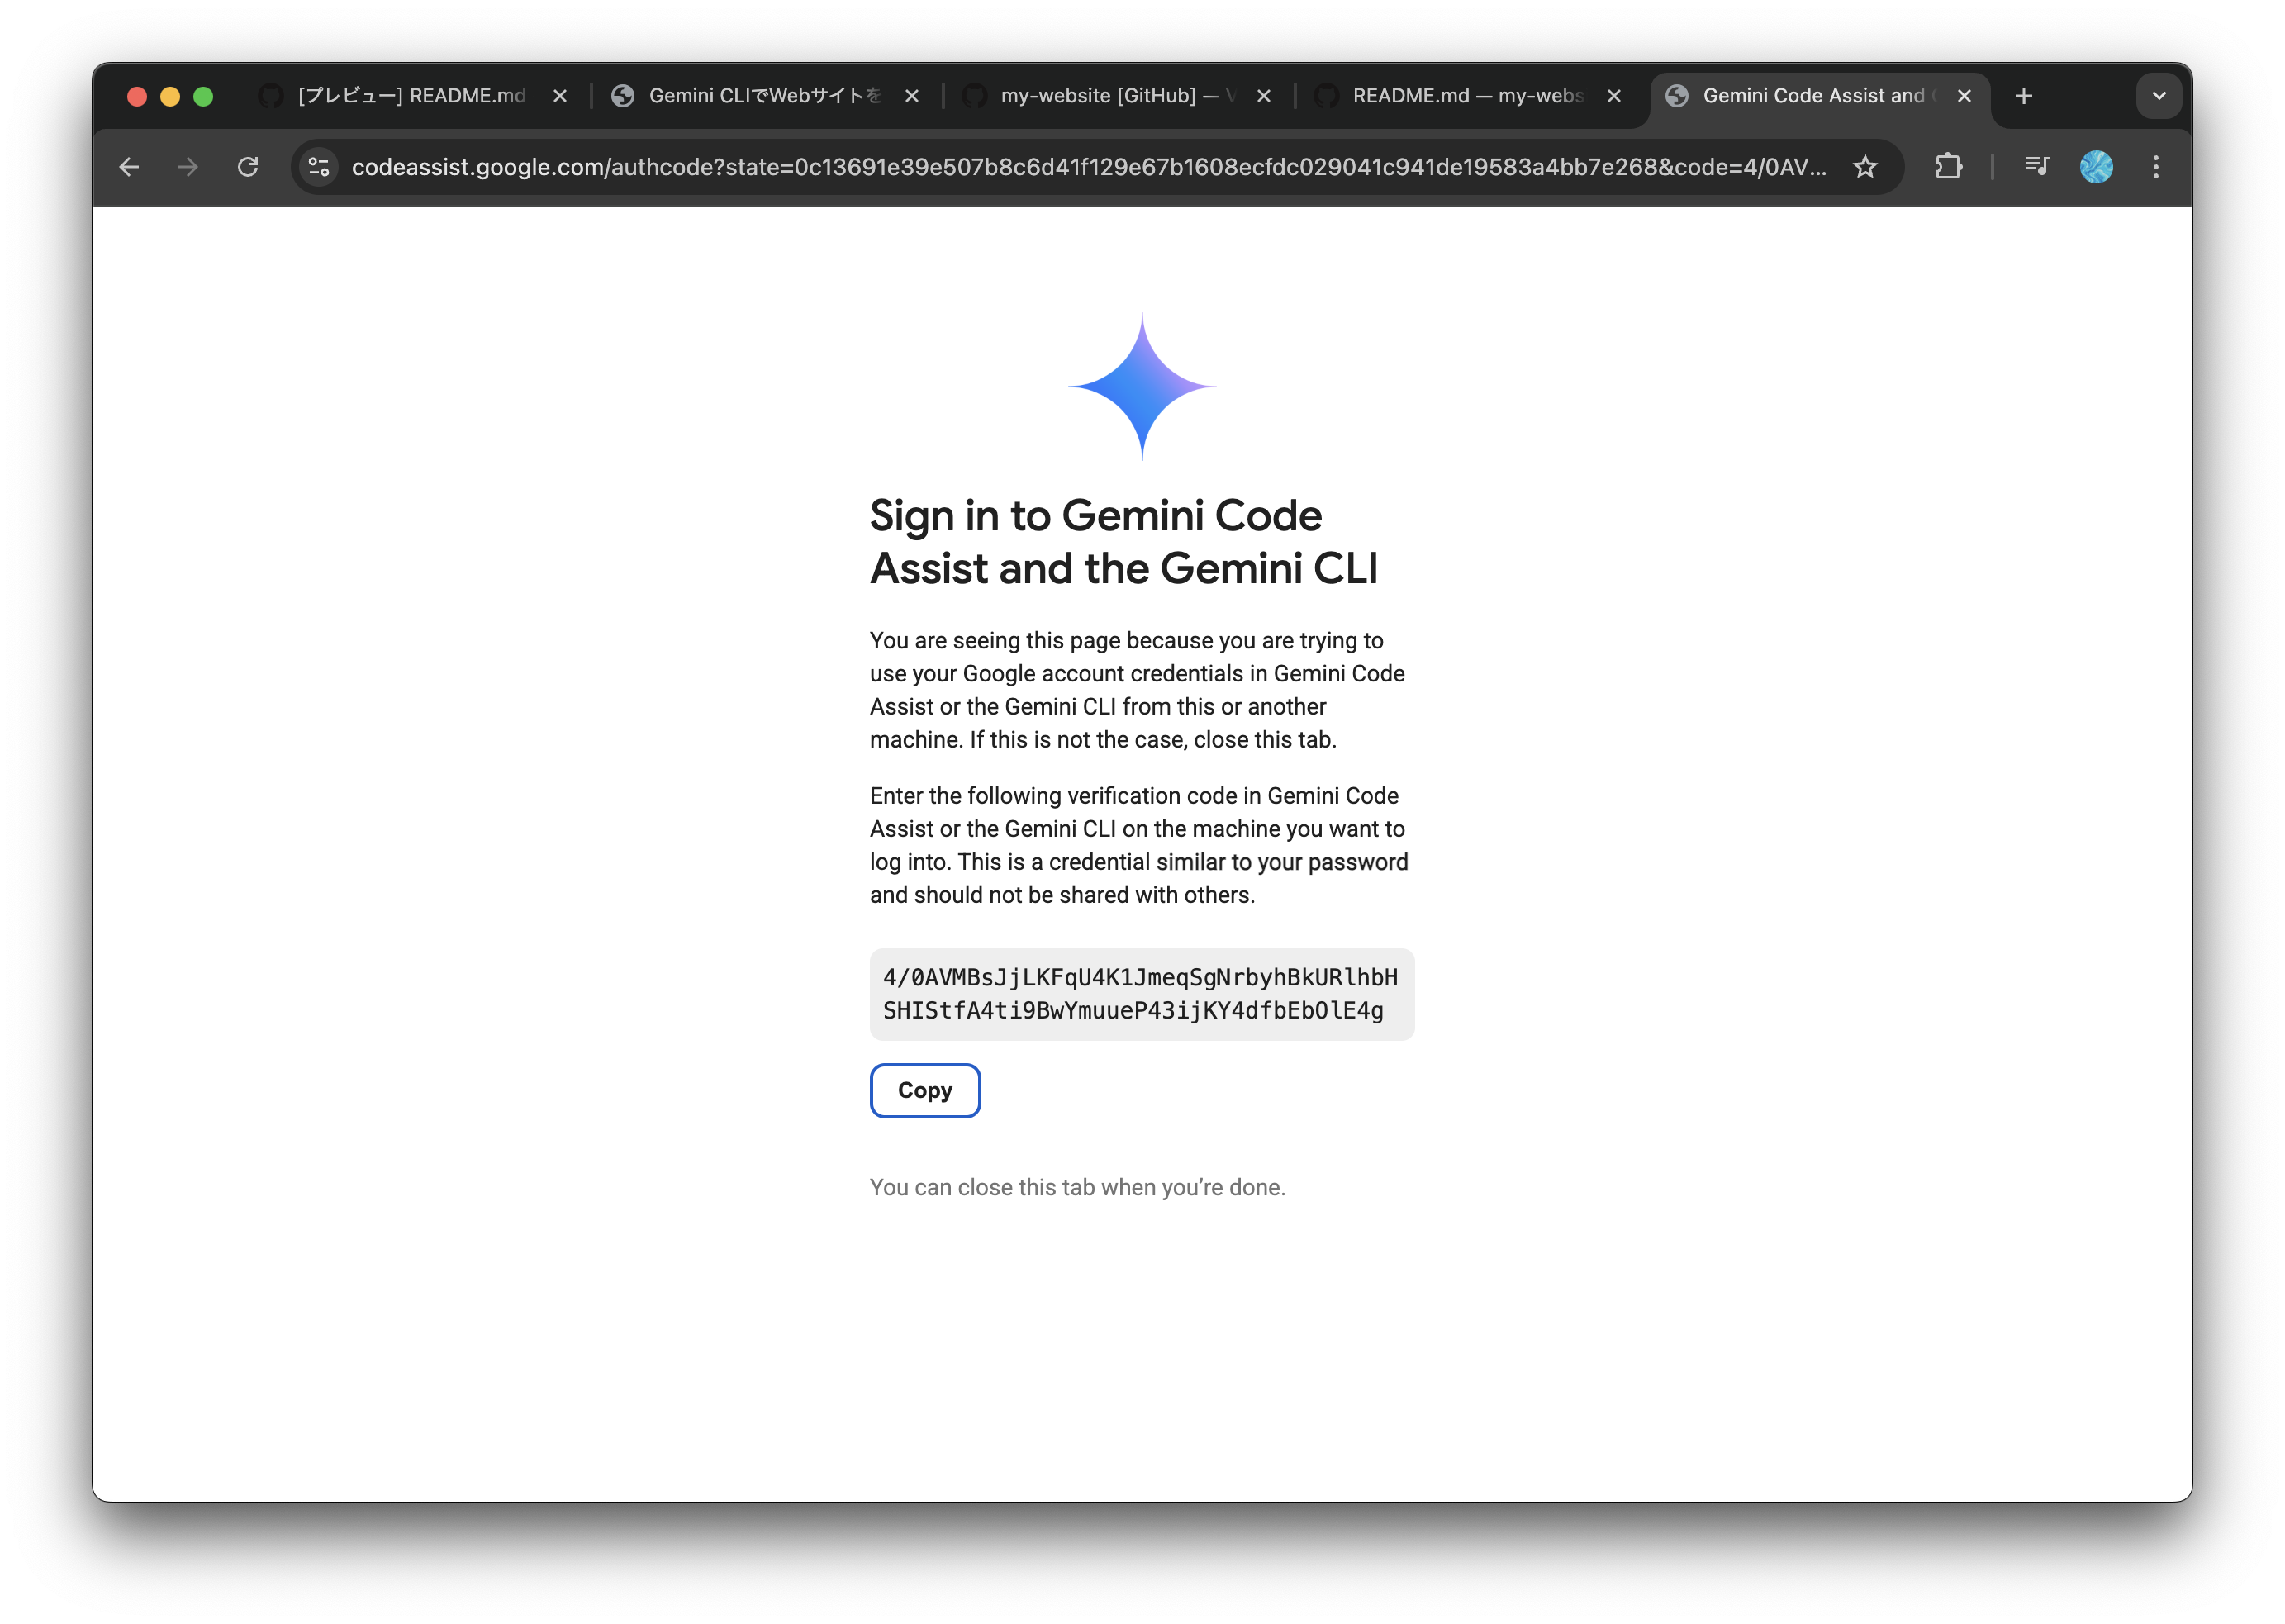 [プレビュー] README.md
Gemini CLIでWebサイトを
my-website [GitHub] —
README.md — my-webs
Gemini Code Assist and
codeassist.google.com/authcode?state=0c13691e39e507b8c6d41f129e67b1608ecfdc029041c941de19583a4bb7e268&code=4/0AV...
Sign in to Gemini Code
Assist and the Gemini CLI
You are seeing this page because you are trying to
use your Google account credentials in Gemini Code
Assist or the Gemini CLI from this or another
machine. If this is not the case, close this tab.
Enter the following verification code in Gemini Code
Assist or the Gemini CLI on the machine you want to
log into. This is a credential similar to your password
and should not be shared with others.
4/0AVMBsJjLKFqU4K1JmeqSgNrbyhBkURlhbH
SHIStfA4ti9BwYmuueP43ijKY4dfbEbOlE4g
Copy
You can close this tab when you’re done.